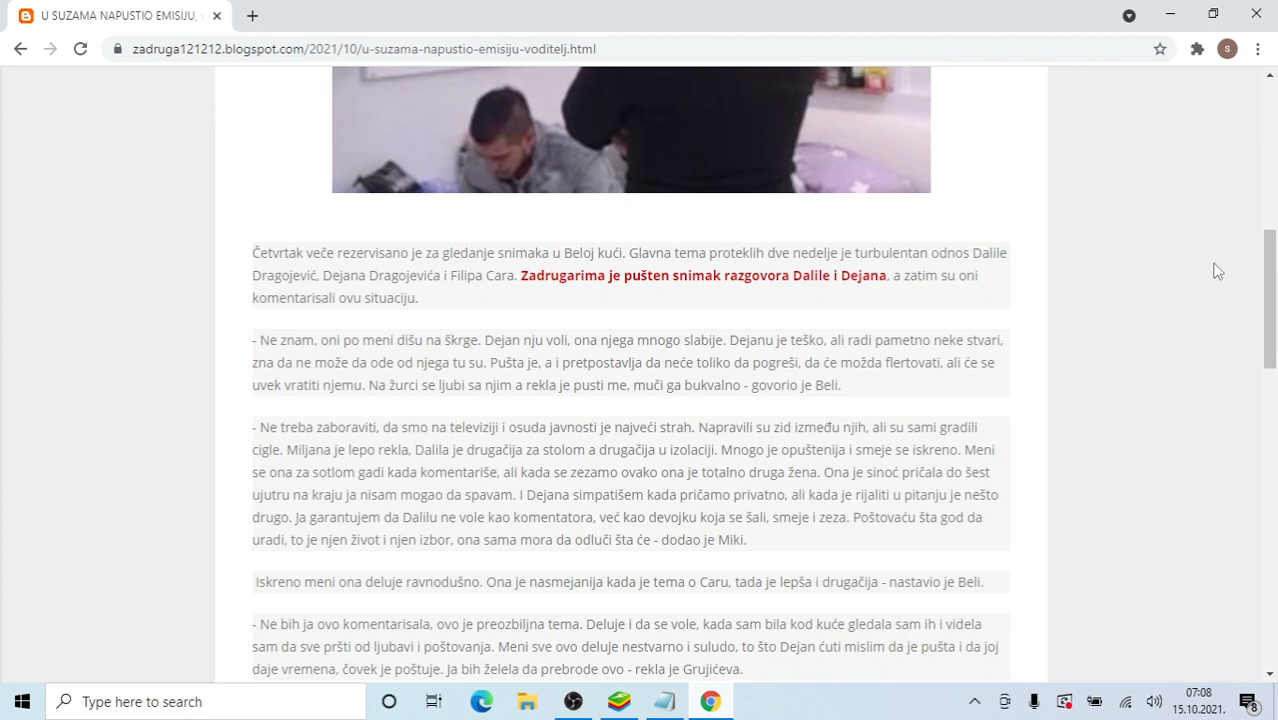 U SUZAMA NAPUSTIO EMISIJU,
zadruga121212.blogspot.com/2021/10/u-suzama-napustio-emisiju-voditelj.html
S
Četvrtak veče rezervisano je za gledanje snimaka u Beloj kući. Glavna tema proteklih dve nedelje je turbulentan odnos Dalile
Dragojević, Dejana Dragojevića i Filipa Cara. Zadrugarima je pušten snimak razgovora Dalile i Dejana, a zatim su oni
komentarisali ovu situaciju.
- Ne znam, oni po meni dišu na škrge. Dejan nju voli, ona njega mnogo slabije. Dejanu je teško, ali radi pametno neke stvari,
zna da ne može da ode od njega tu su. Pušta je, a i pretpostavlja da neće toliko da pogreši, da će možda flertovati, ali će se
uvek vratiti njemu. Na žurci se ljubi sa njim a rekla je pusti me, muči ga bukvalno - govorio je Beli.
- Ne treba zaboraviti, da smo na televiziji i osuda javnosti je najveći strah. Napravili su zid između njih, ali su sami gradili
cigle. Miljana je lepo rekla, Dalila je drugačija za stolom a drugačija u izolaciji. Mnogo je opuštenija i smeje se iskreno. Meni
se ona za sotlom gadi kada komentariše, ali kada se zezamo ovako ona je totalno druga žena. Ona je sinoć pričala do šest
ujutru na kraju ja nisam mogao da spavam. I Dejana simpatišem kada pričamo privatno, ali kada je rijaliti u pitanju je nešto
drugo. Ja garantujem da Dalilu ne vole kao komentatora, već kao devojku koja se šali, smeje i zeza. Poštovaću šta god da
uradi, to je njen život i njen izbor, ona sama mora da odluči šta će - dodao je Miki.
Iskreno meni ona deluje ravnodušno. Ona je nasmejanija kada je tema o Caru, tada je lepša i drugačija - nastavio je Beli.
- Ne bih ja ovo komentarisala, ovo je preozbiljna tema. Deluje i da se vole, kada sam bila kod kuće gledala sam ih i videla
sam da sve pršti od ljubavi i poštovanja. Meni sve ovo deluje nestvarno i suludo, to što Dejan ćuti mislim da je pušta i da joj
daje vremena, čovek je poštuje. Ja bih želela da prebrode ovo - rekla je Grujićeva.
Type here to search
07:08
15.10.2021.
8